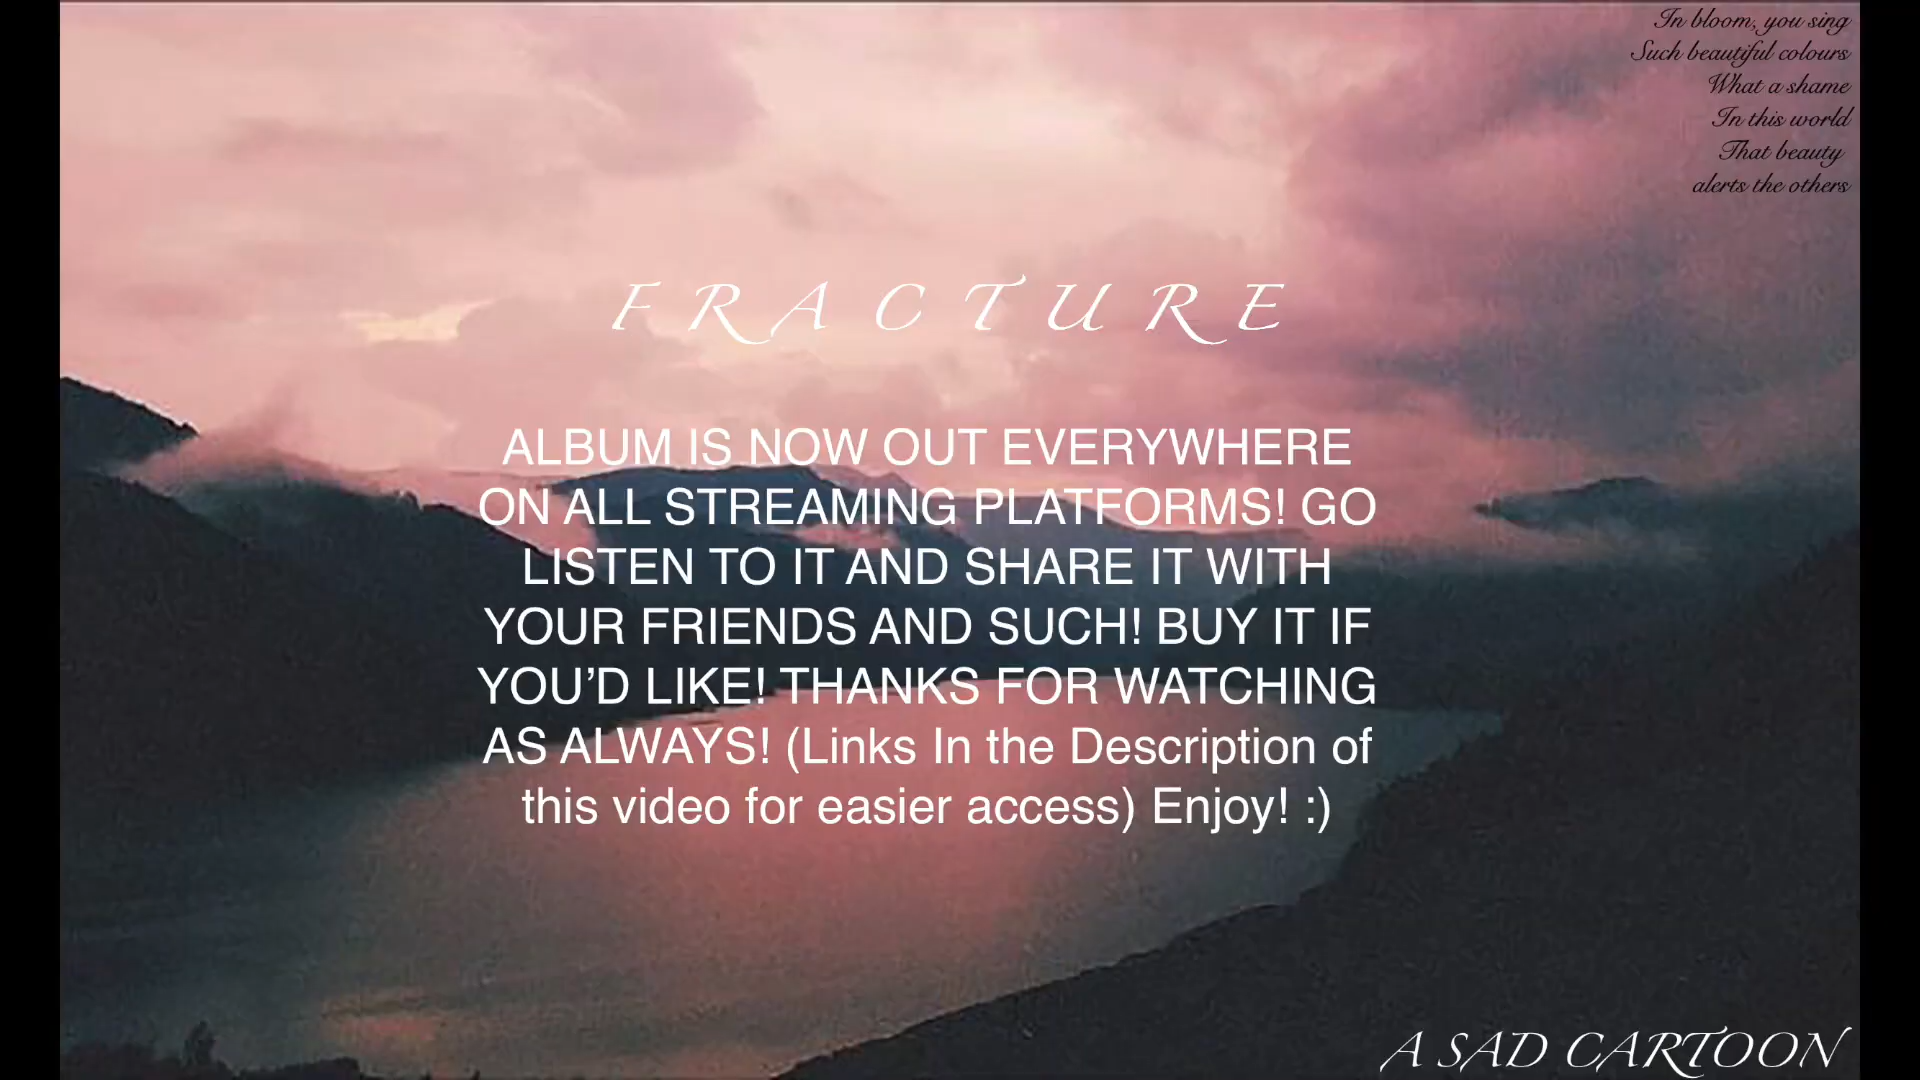 In bloom, you sing
Such beautiful colours
What a shame
In this world
That beauty
alerts the others
F R A C T U R E
ALBUM IS NOW OUT EVERYWHERE
ON ALL STREAMING PLATFORMS! GO
LISTEN TO IT AND SHARE IT WITH
YOUR FRIENDS AND SUCH! BUY IT IF
YOU’D LIKE! THANKS FOR WATCHING
AS ALWAYS! (Links In the Description of
this video for easier access) Enjoy! :)
A SAD CARTOON